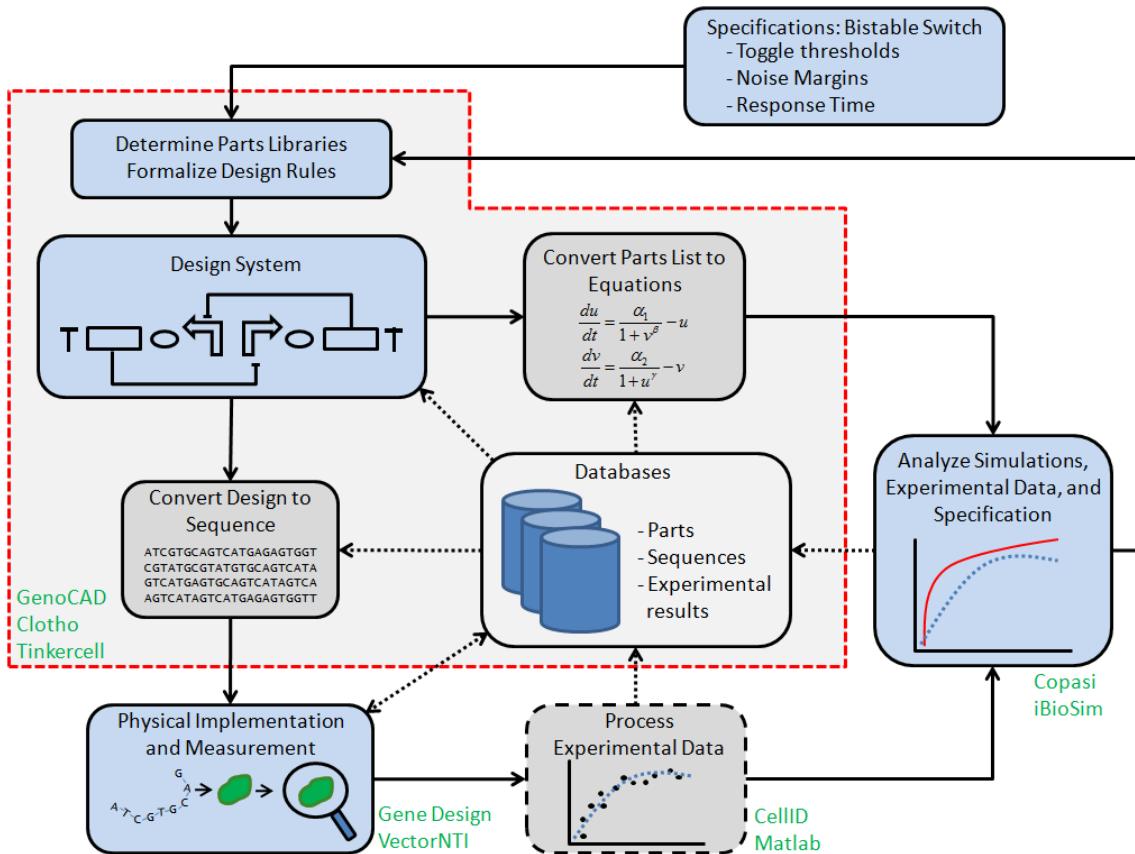 Specifications: Bistable Switch
- Toggle thresholds
- Noise Margins
- Response Time
Determine Parts Libraries
Formalize Design Rules
Design System
Convert Parts List to
Equations
du/dt = α₁/(1 + v^β) − u
dv/dt = α₂/(1 + u^γ) − v
Convert Design to
Sequence
ATCGTGCAGTCATGAGAGTGGT
CGTATGCGTATGTGCAGTCATA
GTCATGAGTGCAGTCATAGTCA
AGTCATAGTCATGAGAGTGGTT
GenoCAD
Clotho
Tinkercell
Databases
- Parts
- Sequences
- Experimental
results
Analyze Simulations,
Experimental Data, and
Specification
Copasi
iBioSim
Physical Implementation
and Measurement
A T C G T G C A G
Gene Design
VectorNTI
Process
Experimental Data
CellID
Matlab